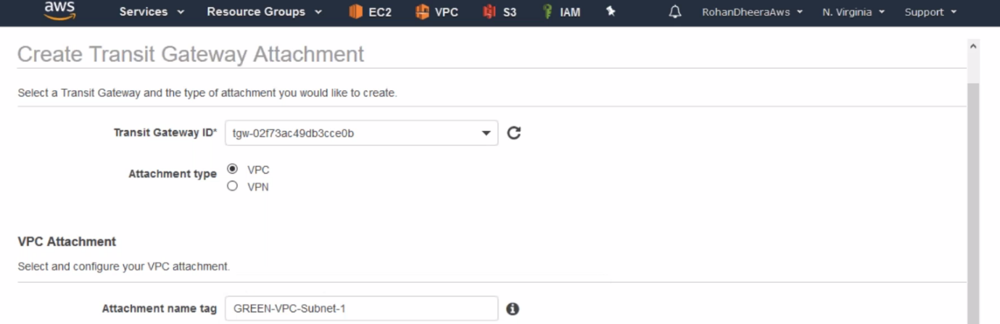 aws Services Resource Groups EC2 VPC S3 IAM RohanDheeraAws N. Virginia Support
Create Transit Gateway Attachment
Select a Transit Gateway and the type of attachment you would like to create.
Transit Gateway ID* tgw-02f73ac49db3cce0b
Attachment type VPC
VPN
VPC Attachment
Select and configure your VPC attachment.
Attachment name tag GREEN-VPC-Subnet-1